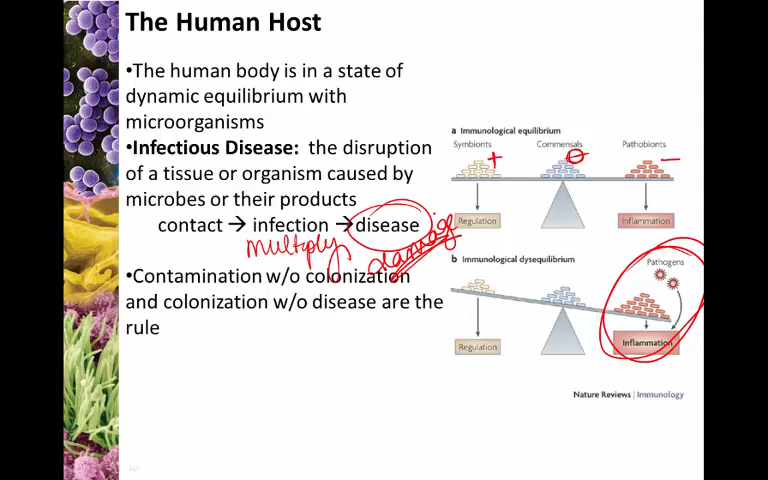 The Human Host
•The human body is in a state of
dynamic equilibrium with
microorganisms
•Infectious Disease: the disruption
of a tissue or organism caused by
microbes or their products
contact → infection → disease
multiply
damage
•Contamination w/o colonization
and colonization w/o disease are the
rule
a Immunological equilibrium
Symbionts Commensals Pathobionts
+ −
Regulation Inflammation
b Immunological dysequilibrium
Pathogens
Regulation Inflammation
Nature Reviews | Immunology